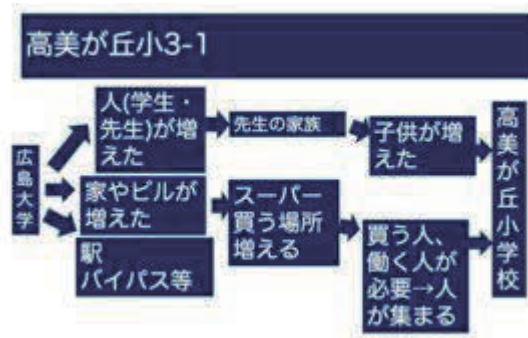 高美が丘小3-1
広島大学
人(学生・
先生)が増
えた
先生の家族
子供が増
えた
家やビルが
増えた
スーパー
買う場所
増える
駅
バイパス等
買う人、
働く人が
必要→人
が集まる
高美が丘小学校